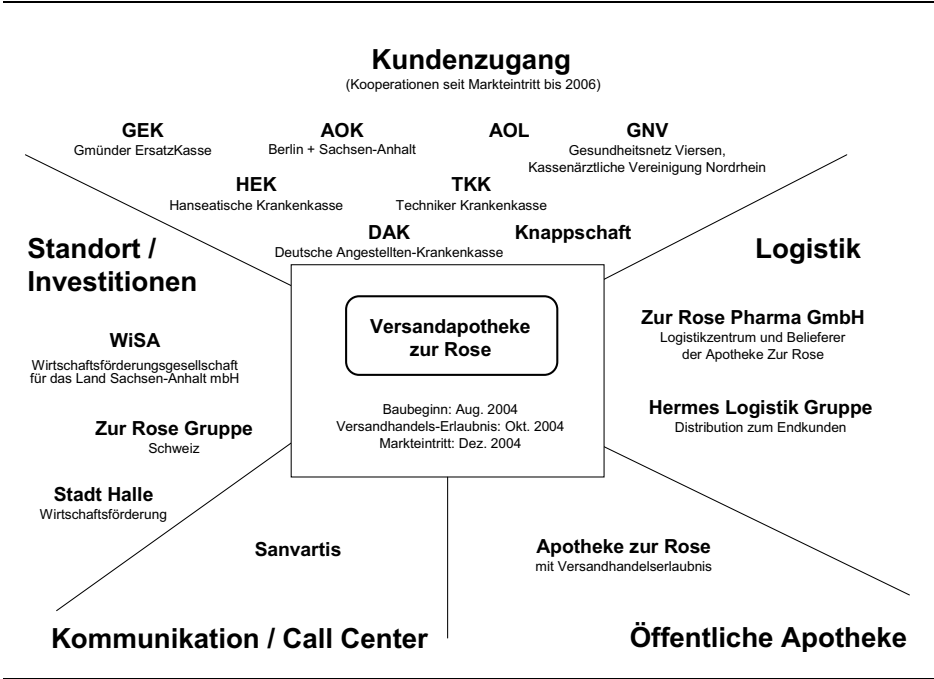 Kundenzugang
(Kooperationen seit Markteintritt bis 2006)
GEK
Gmünder ErsatzKasse
AOK
Berlin + Sachsen-Anhalt
AOL
GNV
Gesundheitsnetz Viersen,
Kassenärztliche Vereinigung Nordrhein
HEK
Hanseatische Krankenkasse
TKK
Techniker Krankenkasse
DAK
Deutsche Angestellten-Krankenkasse
Knappschaft
Standort /
Investitionen
WiSA
Wirtschaftsförderungsgesellschaft
für das Land Sachsen-Anhalt mbH
Zur Rose Gruppe
Schweiz
Stadt Halle
Wirtschaftsförderung
Versandapotheke
zur Rose
Baubeginn: Aug. 2004
Versandhandels-Erlaubnis: Okt. 2004
Markteintritt: Dez. 2004
Logistik
Zur Rose Pharma GmbH
Logistikzentrum und Belieferer
der Apotheke Zur Rose
Hermes Logistik Gruppe
Distribution zum Endkunden
Sanvartis
Kommunikation / Call Center
Apotheke zur Rose
mit Versandhandelserlaubnis
Öffentliche Apotheke